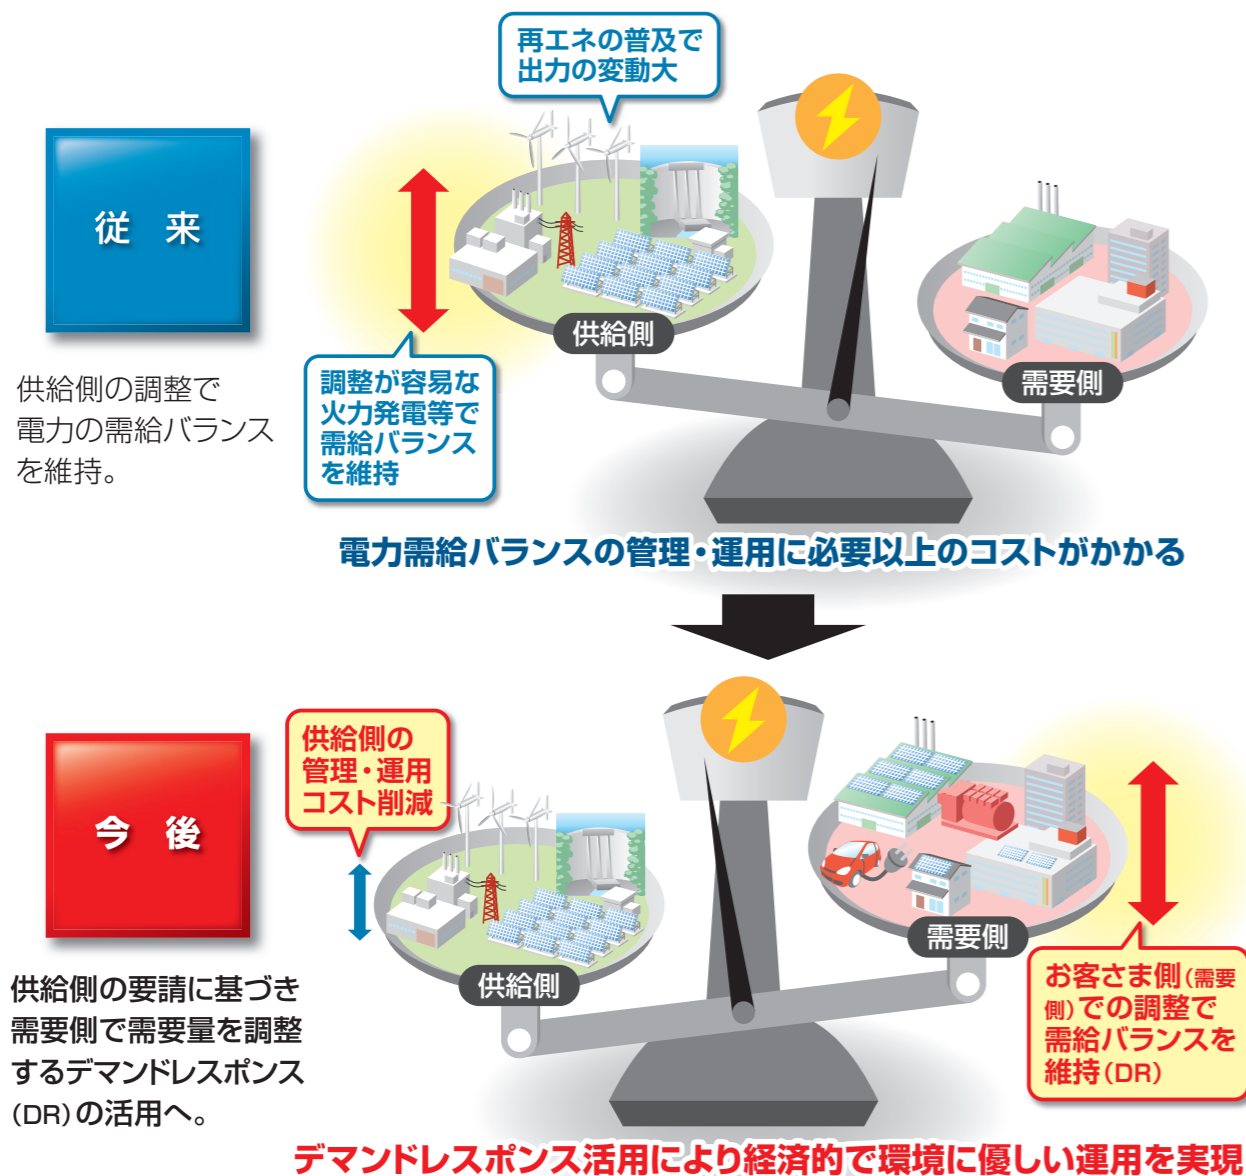 再エネの普及で
出力の変動大
従来
供給側の調整で
電力の需給バランス
を維持。
供給側
需要側
調整が容易な
火力発電等で
需給バランス
を維持
電力需給バランスの管理・運用に必要以上のコストがかかる
今後
供給側の要請に基づき
需要側で需要量を調整
するデマンドレスポンス
(DR)の活用へ。
供給側の
管理・運用
コスト削減
供給側
需要側
お客さま側(需要
側)での調整で
需給バランスを
維持(DR)
デマンドレスポンス活用により経済的で環境に優しい運用を実現